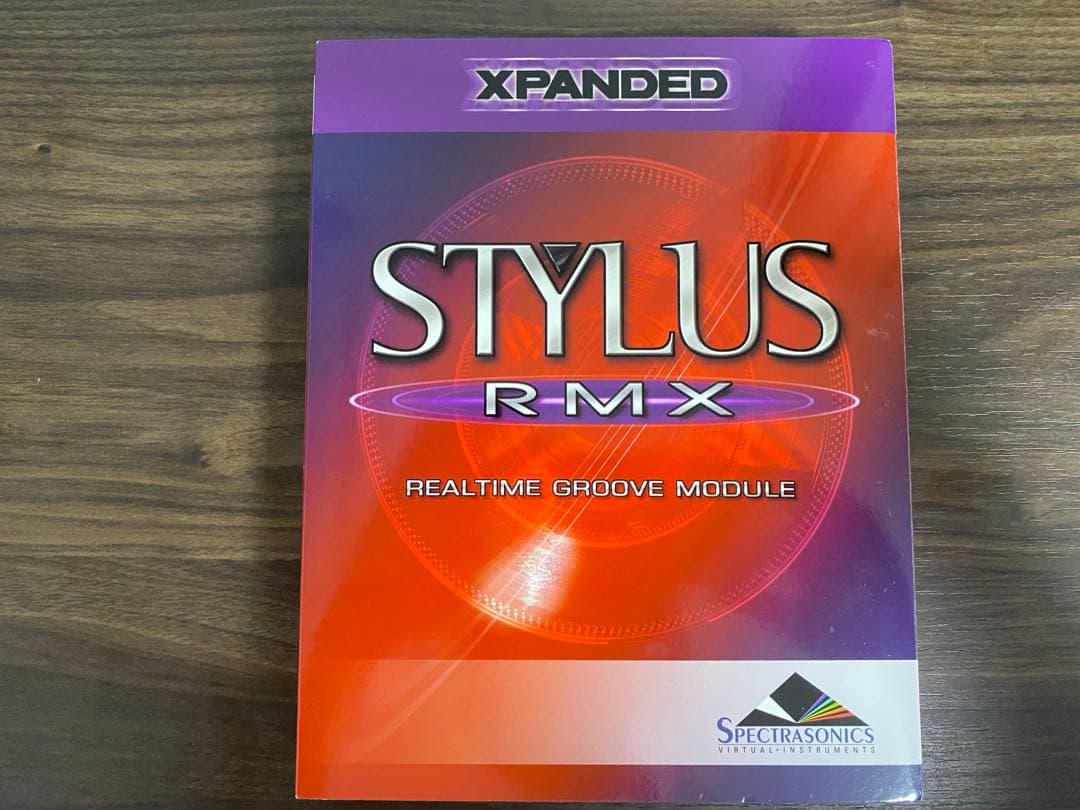 XPANDED
STYLUS
RMX
REALTIME GROOVE MODULE
SPECTRASONICS
VIRTUAL•INSTRUMENTS